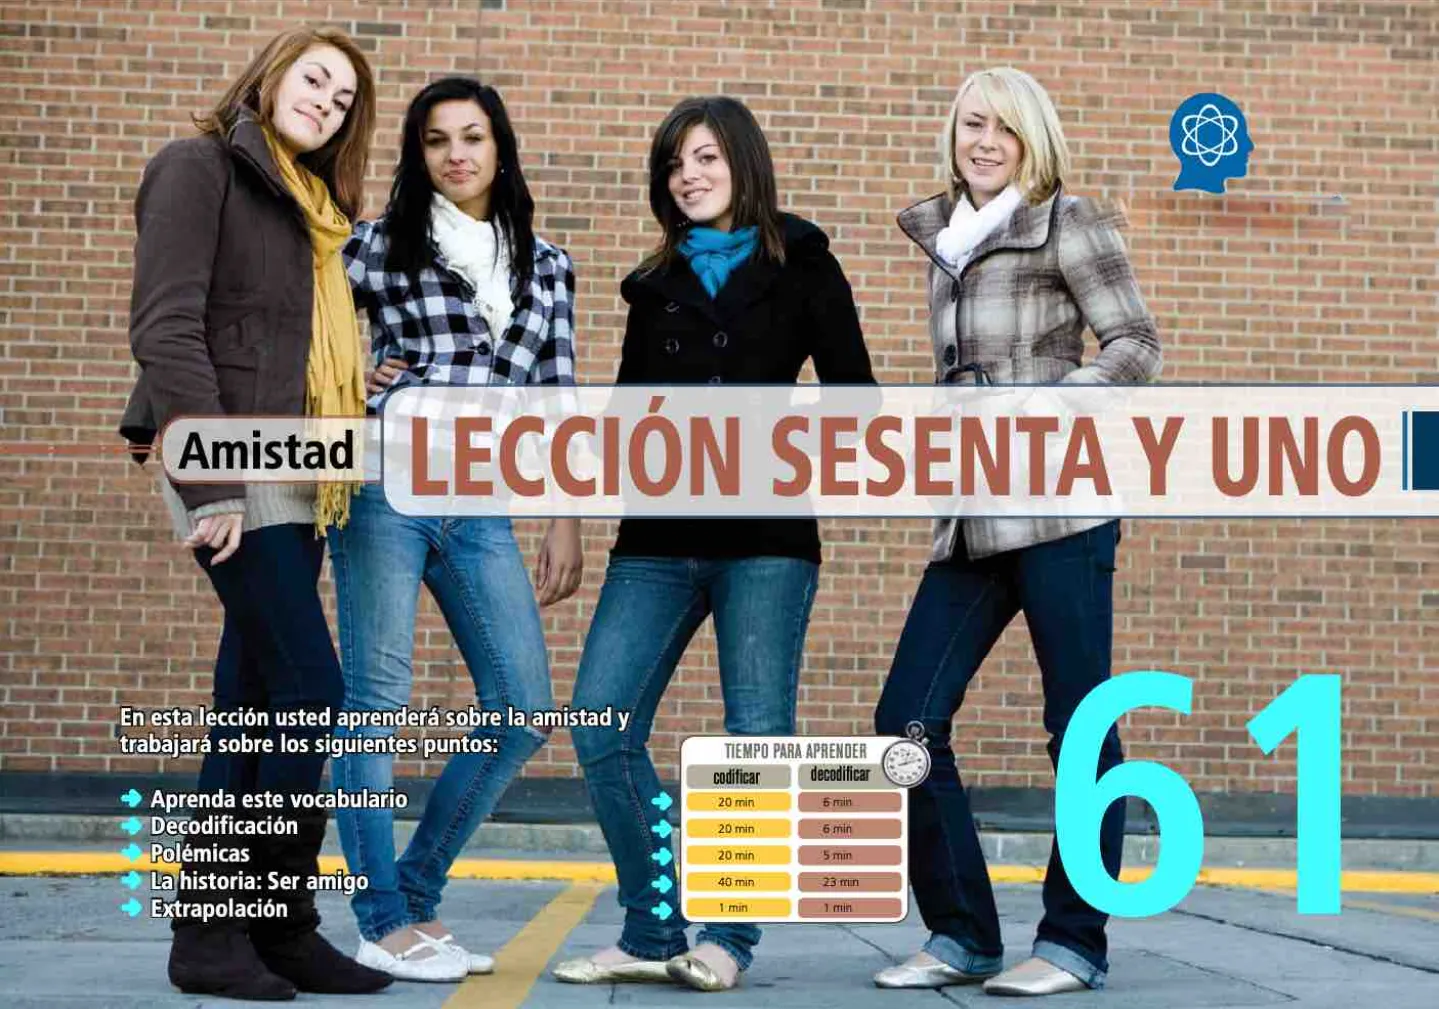 Amistad
LECCIÓN SESENTA Y UNO
61
En esta lección usted aprenderá sobre la amistad y
trabajará sobre los siguientes puntos:
Aprenda este vocabulario
Decodificación
Polémicas
La historia: Ser amigo
Extrapolación
TIEMPO PARA APRENDER
codificar decodificar
20 min 6 min
20 min 6 min
20 min 5 min
40 min 23 min
1 min 1 min